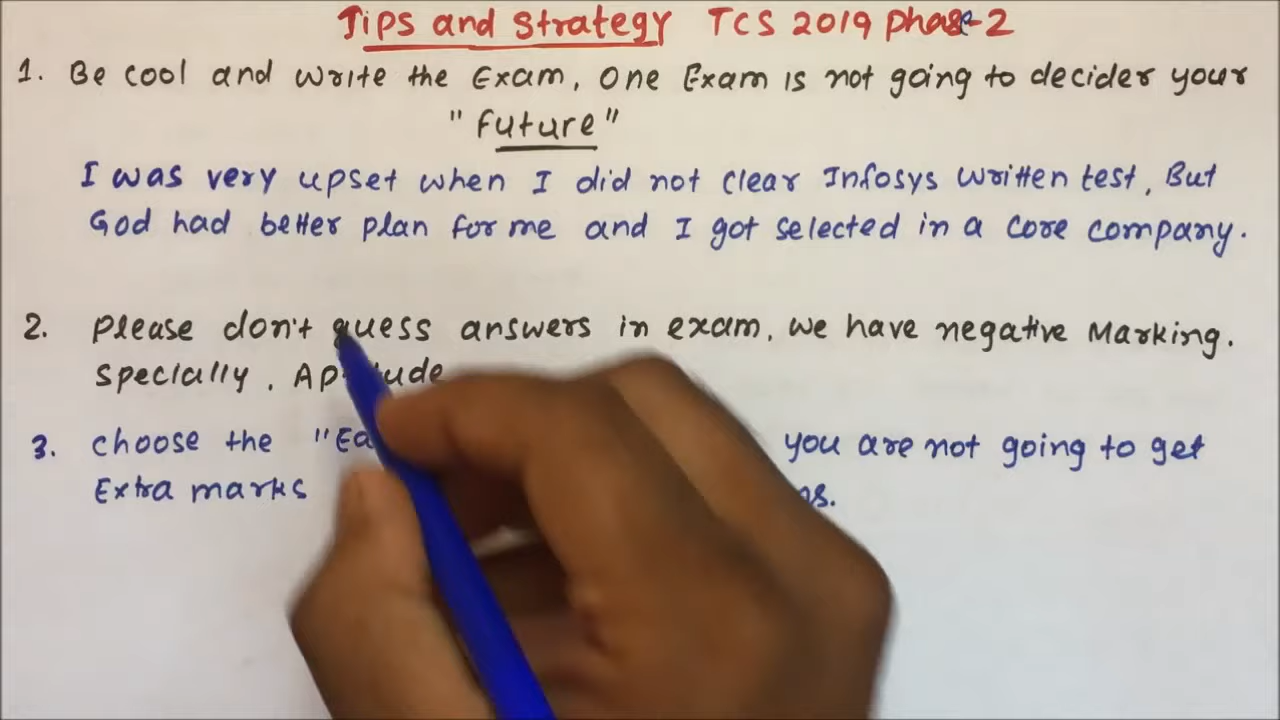 Tips and Strategy TCS 2019 Phase-2
1. Be cool and write the Exam, One Exam is not going to decider your
"Future"
I was very upset when I did not clear Infosys written test, But
God had better plan for me and I got selected in a core company.
2. Please don't guess answers in exam, we have negative Marking.
Specially, Aptitude
3. choose the you are not going to get
Extra marks